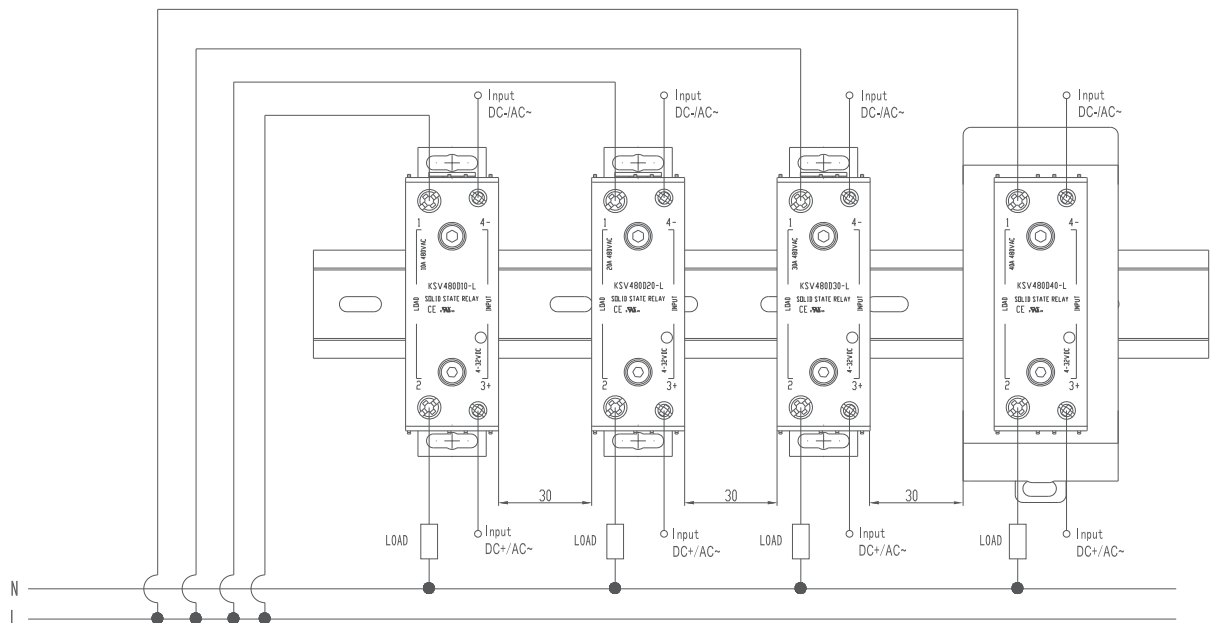 Input
DC-/AC~
Input
DC-/AC~
Input
DC-/AC~
Input
DC-/AC~
1
4-
10A 480VAC
KSV480D10-L
SOLID STATE RELAY
LOAD
INPUT
CE
4-32VDC
2
3+
1
4-
20A 480VAC
KSV480D20-L
SOLID STATE RELAY
LOAD
INPUT
CE
4-32VDC
2
3+
1
4-
30A 480VAC
KSV480D30-L
SOLID STATE RELAY
LOAD
INPUT
CE
4-32VDC
2
3+
1
4-
40A 480VAC
KSV480D40-L
SOLID STATE RELAY
LOAD
INPUT
CE
4-32VDC
2
3+
30
30
30
LOAD
Input
DC+/AC~
LOAD
Input
DC+/AC~
LOAD
Input
DC+/AC~
LOAD
Input
DC+/AC~
N
L